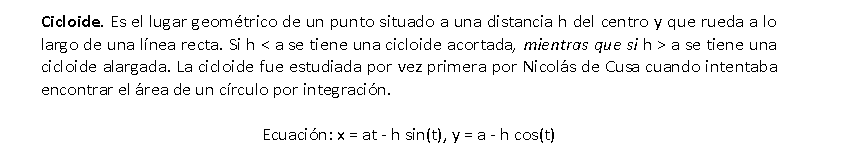 Cicloide. Es el lugar geométrico de un punto situado a una distancia h del centro y que rueda a lo
largo de una línea recta. Si h < a se tiene una cicloide acortada, mientras que si h > a se tiene una
cicloide alargada. La cicloide fue estudiada por vez primera por Nicolás de Cusa cuando intentaba
encontrar el área de un círculo por integración.
Ecuación: x = at - h sin(t), y = a - h cos(t)